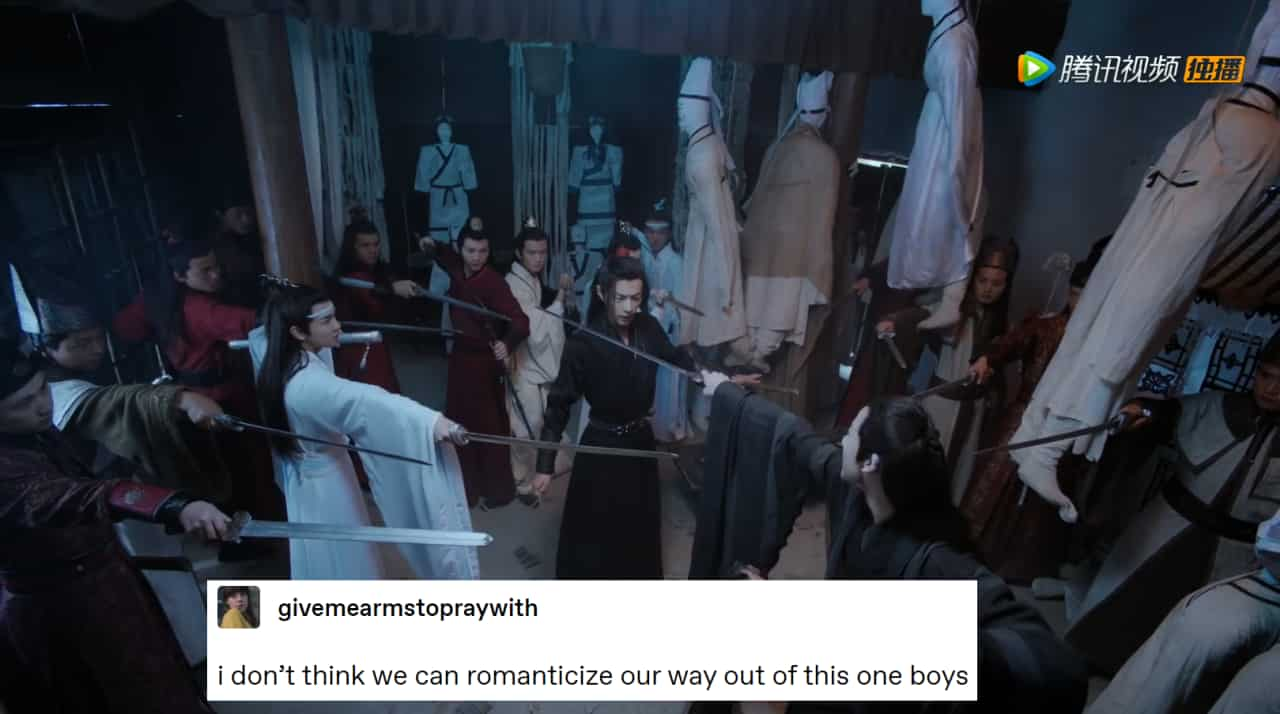 腾讯视频 独播
givemearmstopraywith
i don’t think we can romanticize our way out of this one boys